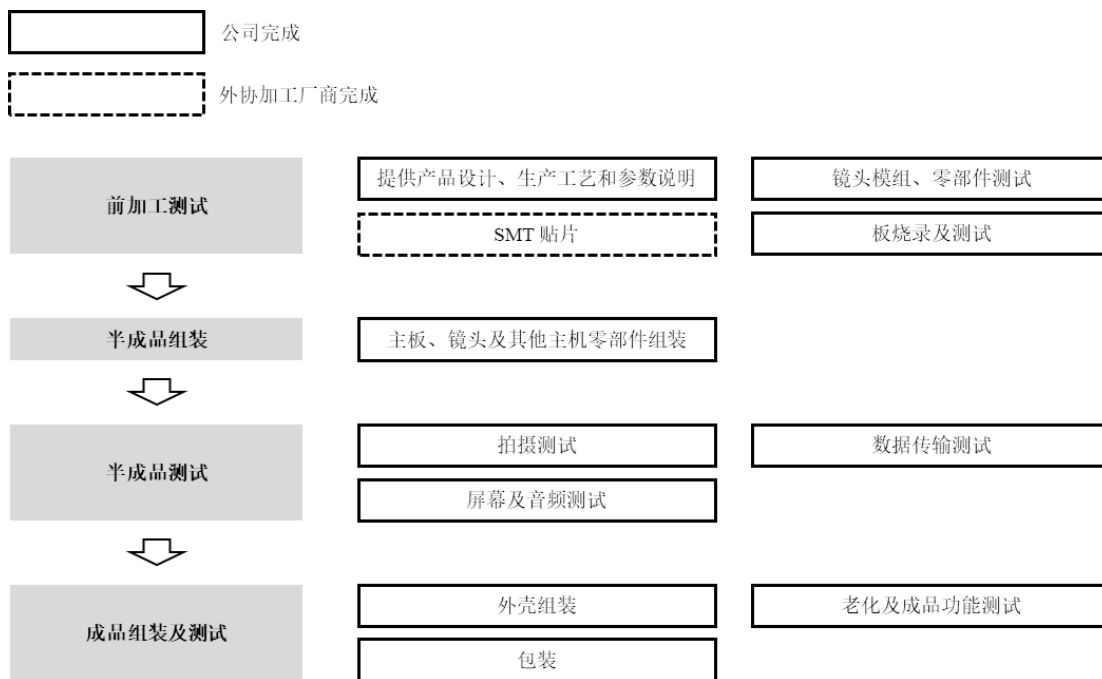 公司完成
外协加工厂商完成
前加工测试
提供产品设计、生产工艺和参数说明
镜头模组、零部件测试
SMT 贴片
板烧录及测试
半成品组装
主板、镜头及其他主机零部件组装
半成品测试
拍摄测试
数据传输测试
屏幕及音频测试
成品组装及测试
外壳组装
老化及成品功能测试
包装